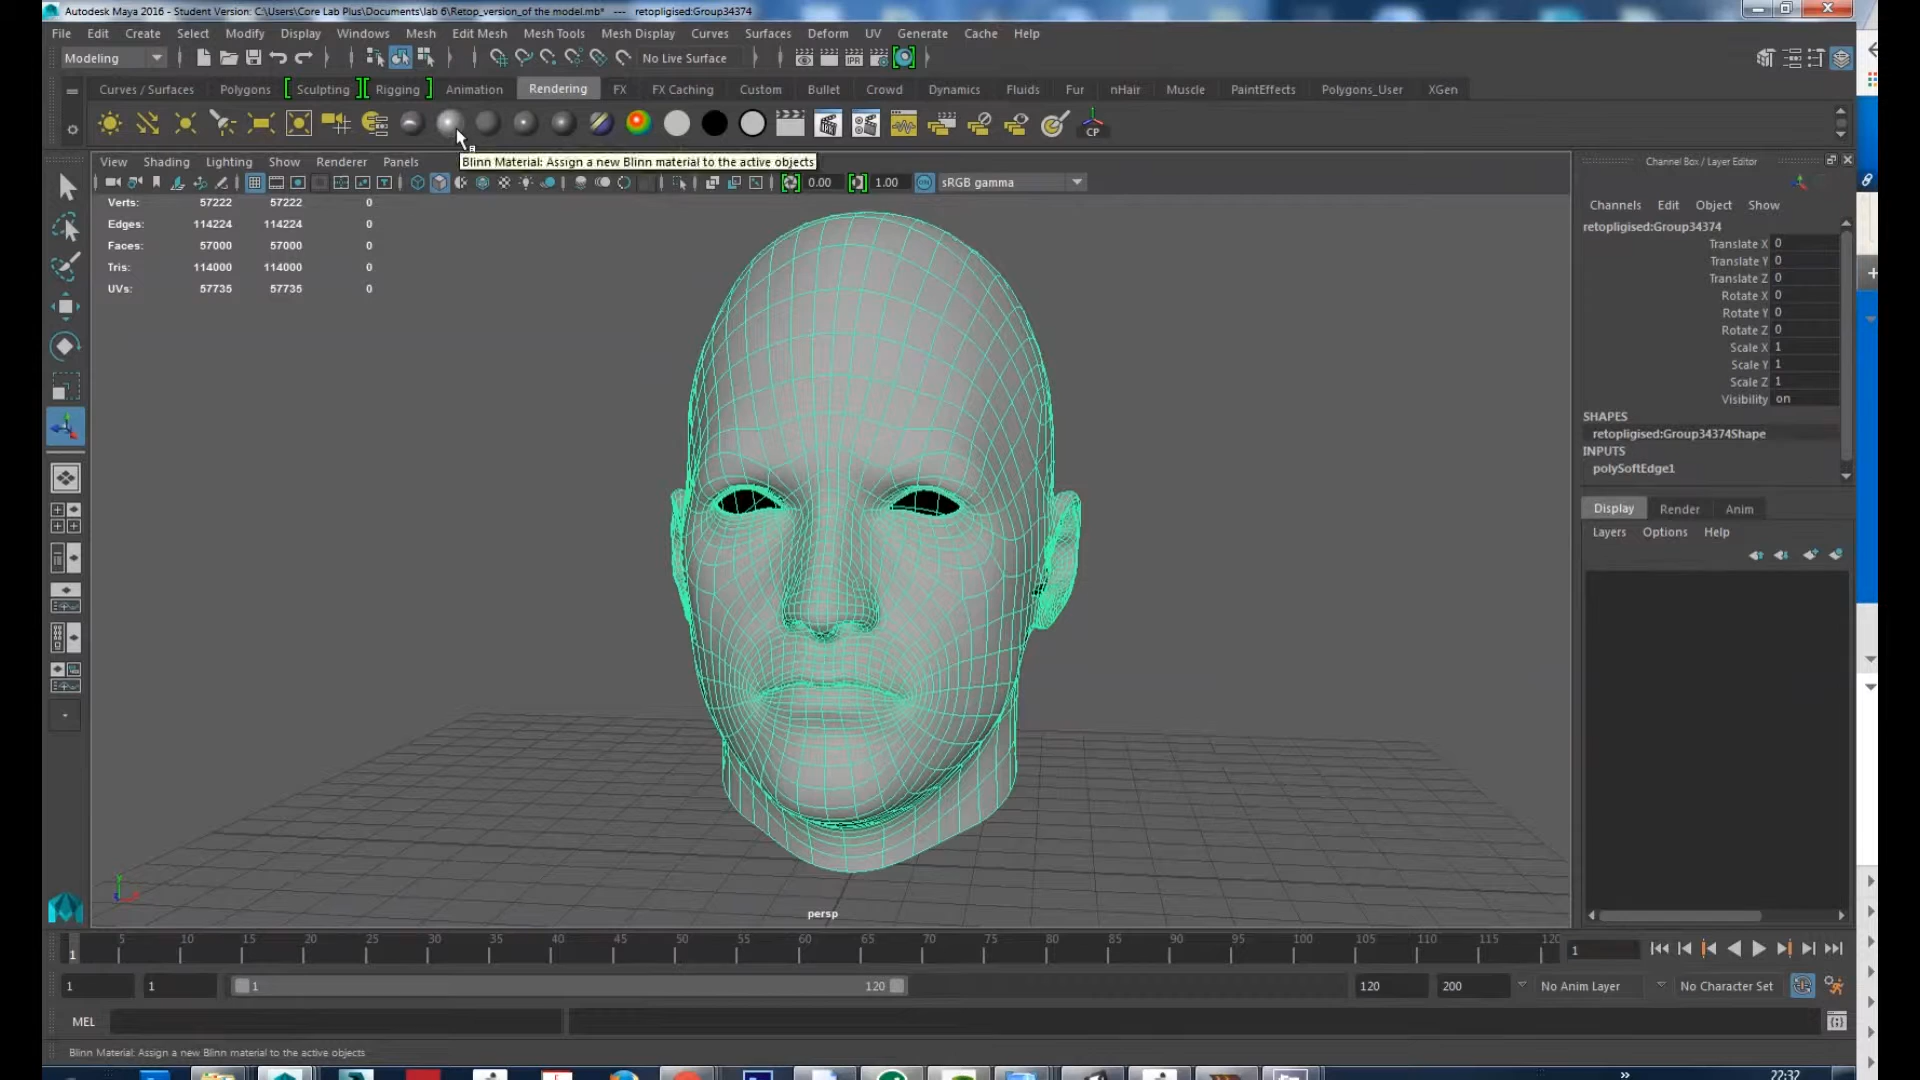 Autodesk Maya 2016 - Student Version: C:\Users\Core Lab Plus\Documents\lab 6\Retop_version_of the model.mb* --- retopligised:Group34374
File Edit Create Select Modify Display Windows Mesh Edit Mesh Mesh Tools Mesh Display Curves Surfaces Deform UV Generate Cache Help
Modeling No Live Surface
Curves / Surfaces Polygons Sculpting Rigging Animation Rendering FX FX Caching Custom Bullet Crowd Dynamics Fluids Fur nHair Muscle PaintEffects Polygons_User XGen
IPR
CP
View Shading Lighting Show Renderer Panels
Blinn Material: Assign a new Blinn material to the active objects
0.00 1.00 sRGB gamma
Verts: 57222 57222 0
Edges: 114224 114224 0
Faces: 57000 57000 0
Tris: 114000 114000 0
UVs: 57735 57735 0
persp
Channel Box / Layer Editor
Channels Edit Object Show
retopligised:Group34374
Translate X 0
Translate Y 0
Translate Z 0
Rotate X 0
Rotate Y 0
Rotate Z 0
Scale X 1
Scale Y 1
Scale Z 1
Visibility on
SHAPES
retopligised:Group34374Shape
INPUTS
polySoftEdge1
Display Render Anim
Layers Options Help
1 5 10 15 20 25 30 35 40 45 50 55 60 65 70 75 80 85 90 95 100 105 110 115 120 1
1 1 1 120 120 200 No Anim Layer No Character Set
MEL
Blinn Material: Assign a new Blinn material to the active objects
22:32